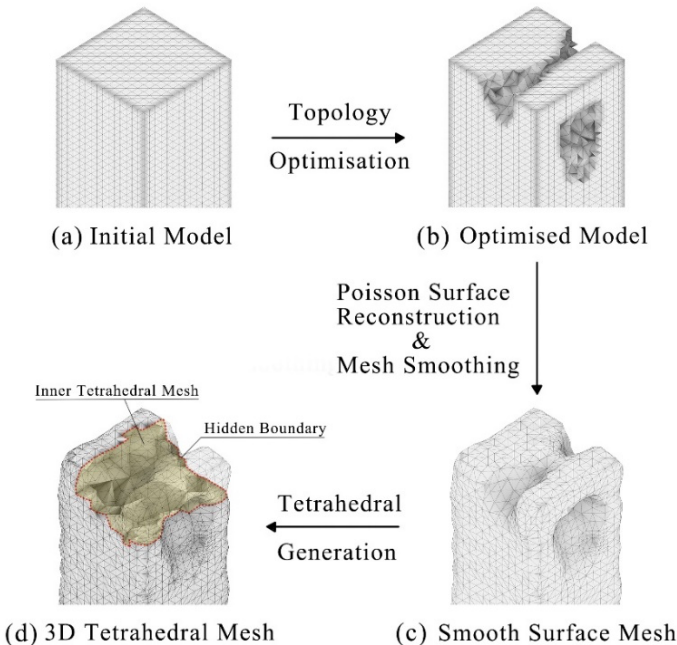 Topology
Optimisation
(a) Initial Model
(b) Optimised Model
Poisson Surface
Reconstruction
&
Mesh Smoothing
Inner Tetrahedral Mesh
Hidden Boundary
Tetrahedral
Generation
(d) 3D Tetrahedral Mesh
(c) Smooth Surface Mesh